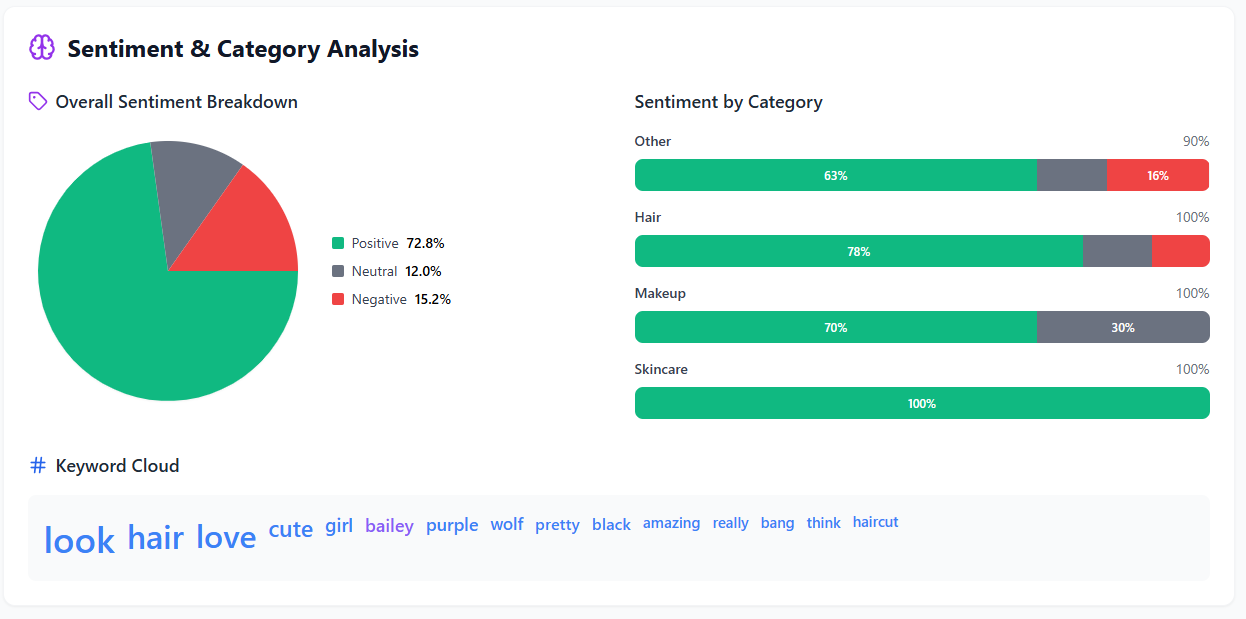 Sentiment & Category Analysis
Overall Sentiment Breakdown
Positive 72.8%
Neutral 12.0%
Negative 15.2%
Sentiment by Category
Other 90%
63% 16%
Hair 100%
78%
Makeup 100%
70% 30%
Skincare 100%
100%
Keyword Cloud
look hair love cute girl bailey purple wolf pretty black amazing really bang think haircut